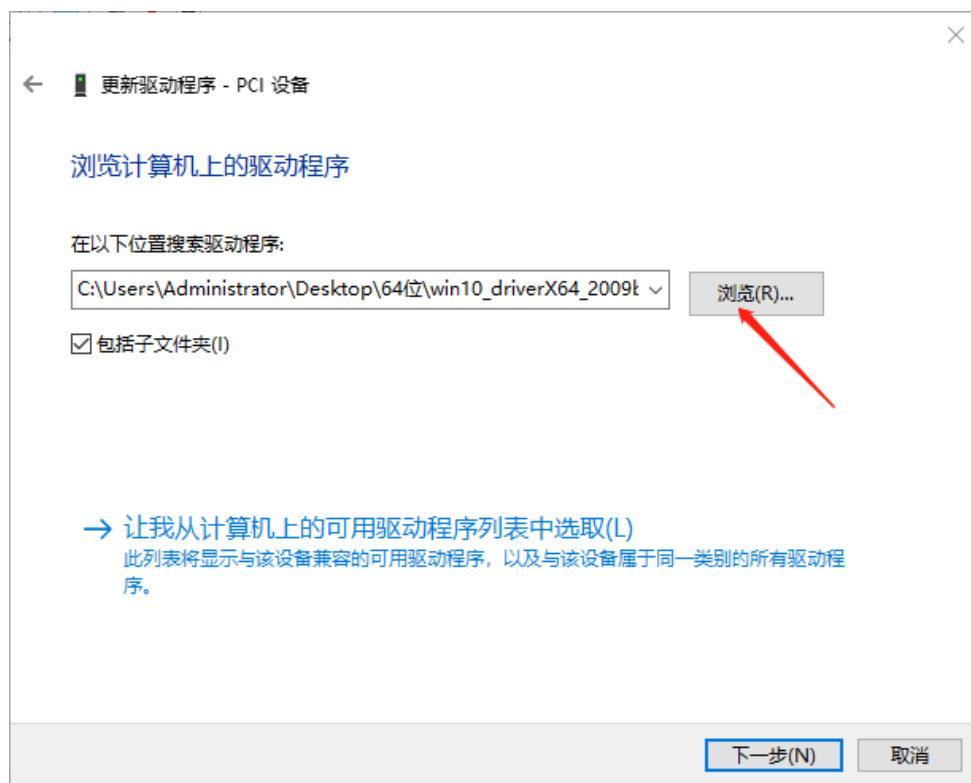 更新驱动程序 - PCI 设备
浏览计算机上的驱动程序
在以下位置搜索驱动程序:
C:\Users\Administrator\Desktop\64位\win10_driverX64_2009b
浏览(R)...
包括子文件夹(I)
让我从计算机上的可用驱动程序列表中选取(L)
此列表将显示与该设备兼容的可用驱动程序，以及与该设备属于同一类别的所有驱动程
序。
下一步(N)
取消